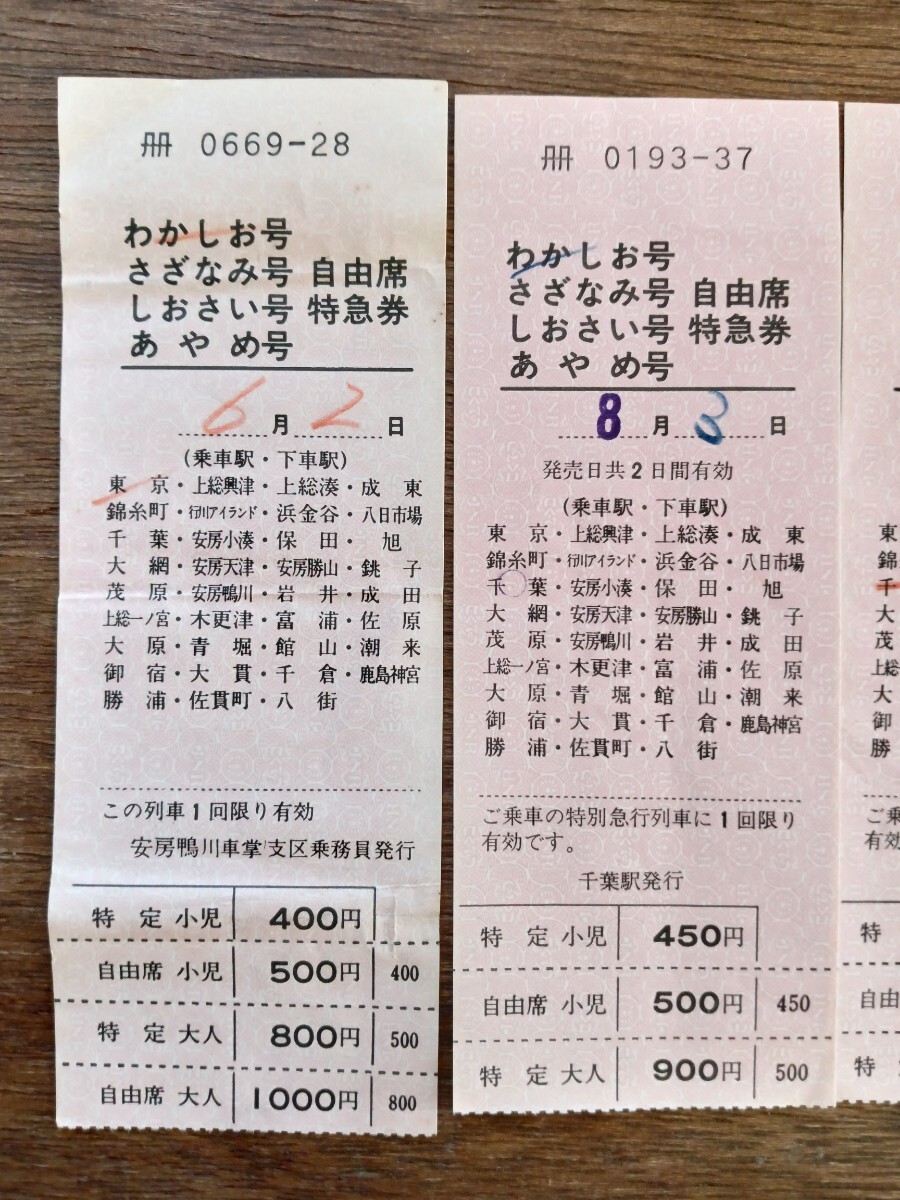 冊 0669-28
わかしお号
さざなみ号 自由席
しおさい号 特急券
あやめ号
6月2日
(乗車駅・下車駅)
東京・上総興津・上総湊・成東
錦糸町・行川アイランド・浜金谷・八日市場
千葉・安房小湊・保田・旭
大網・安房天津・安房勝山・銚子
茂原・安房鴨川・岩井・成田
上総一ノ宮・木更津・富浦・佐原
大原・青堀・館山・潮来
御宿・大貫・千倉・鹿島神宮
勝浦・佐貫町・八街
この列車1回限り有効
安房鴨川車掌支区乗務員発行
特定小児 400円
自由席小児 500円 400
特定大人 800円 500
自由席大人 1000円 800
冊 0193-37
わかしお号
さざなみ号 自由席
しおさい号 特急券
あやめ号
8月3日
発売日共2日間有効
(乗車駅・下車駅)
東京・上総興津・上総湊・成東
錦糸町・行川アイランド・浜金谷・八日市場
千葉・安房小湊・保田・旭
大網・安房天津・安房勝山・銚子
茂原・安房鴨川・岩井・成田
上総一ノ宮・木更津・富浦・佐原
大原・青堀・館山・潮来
御宿・大貫・千倉・鹿島神宮
勝浦・佐貫町・八街
ご乗車の特別急行列車に1回限り
有効です。
千葉駅発行
特定小児 450円
自由席小児 500円 450
特定大人 900円 500
東
錦
千
大
茂
上総
大
御
勝
ご乗
有効
特
自由
特